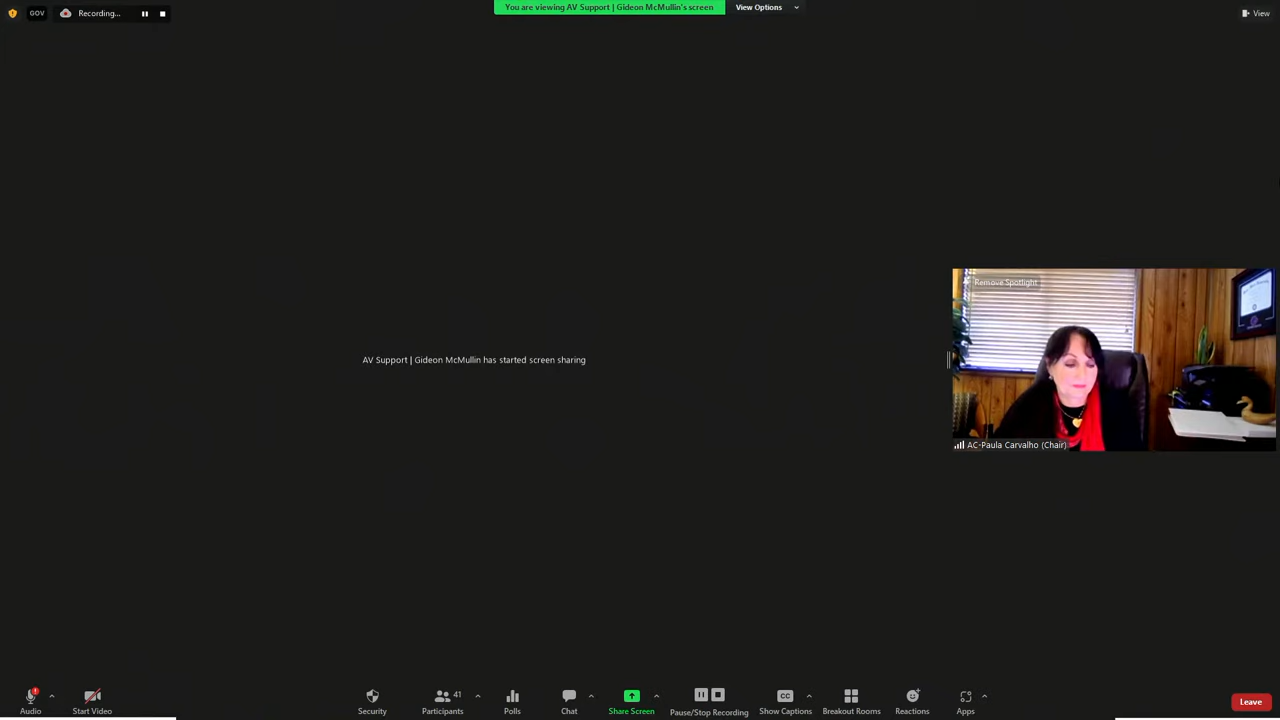 GOV
Recording...
You are viewing AV Support | Gideon McMullin's screen
View Options
View
Remove Spotlight
AV Support | Gideon McMullin has started screen sharing
AC-Paula Carvalho (Chair)
Audio
Start Video
Security
Participants
41
Polls
Chat
Share Screen
Pause/Stop Recording
CC
Show Captions
Breakout Rooms
Reactions
Apps
Leave